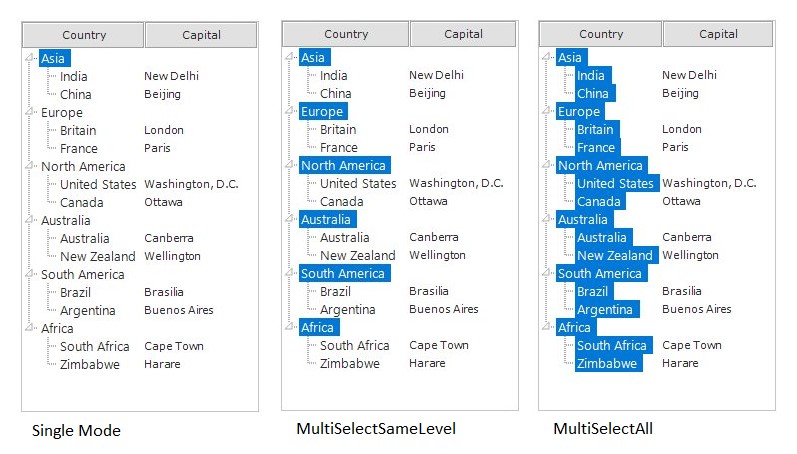 Country Capital
Asia
India New Delhi
China Beijing
Europe
Britain London
France Paris
North America
United States Washington, D.C.
Canada Ottawa
Australia
Australia Canberra
New Zealand Wellington
South America
Brazil Brasilia
Argentina Buenos Aires
Africa
South Africa Cape Town
Zimbabwe Harare
Single Mode
Country Capital
Asia
India New Delhi
China Beijing
Europe
Britain London
France Paris
North America
United States Washington, D.C.
Canada Ottawa
Australia
Australia Canberra
New Zealand Wellington
South America
Brazil Brasilia
Argentina Buenos Aires
Africa
South Africa Cape Town
Zimbabwe Harare
MultiSelectSameLevel
Country Capital
Asia
India New Delhi
China Beijing
Europe
Britain London
France Paris
North America
United States Washington, D.C.
Canada Ottawa
Australia
Australia Canberra
New Zealand Wellington
South America
Brazil Brasilia
Argentina Buenos Aires
Africa
South Africa Cape Town
Zimbabwe Harare
MultiSelectAll